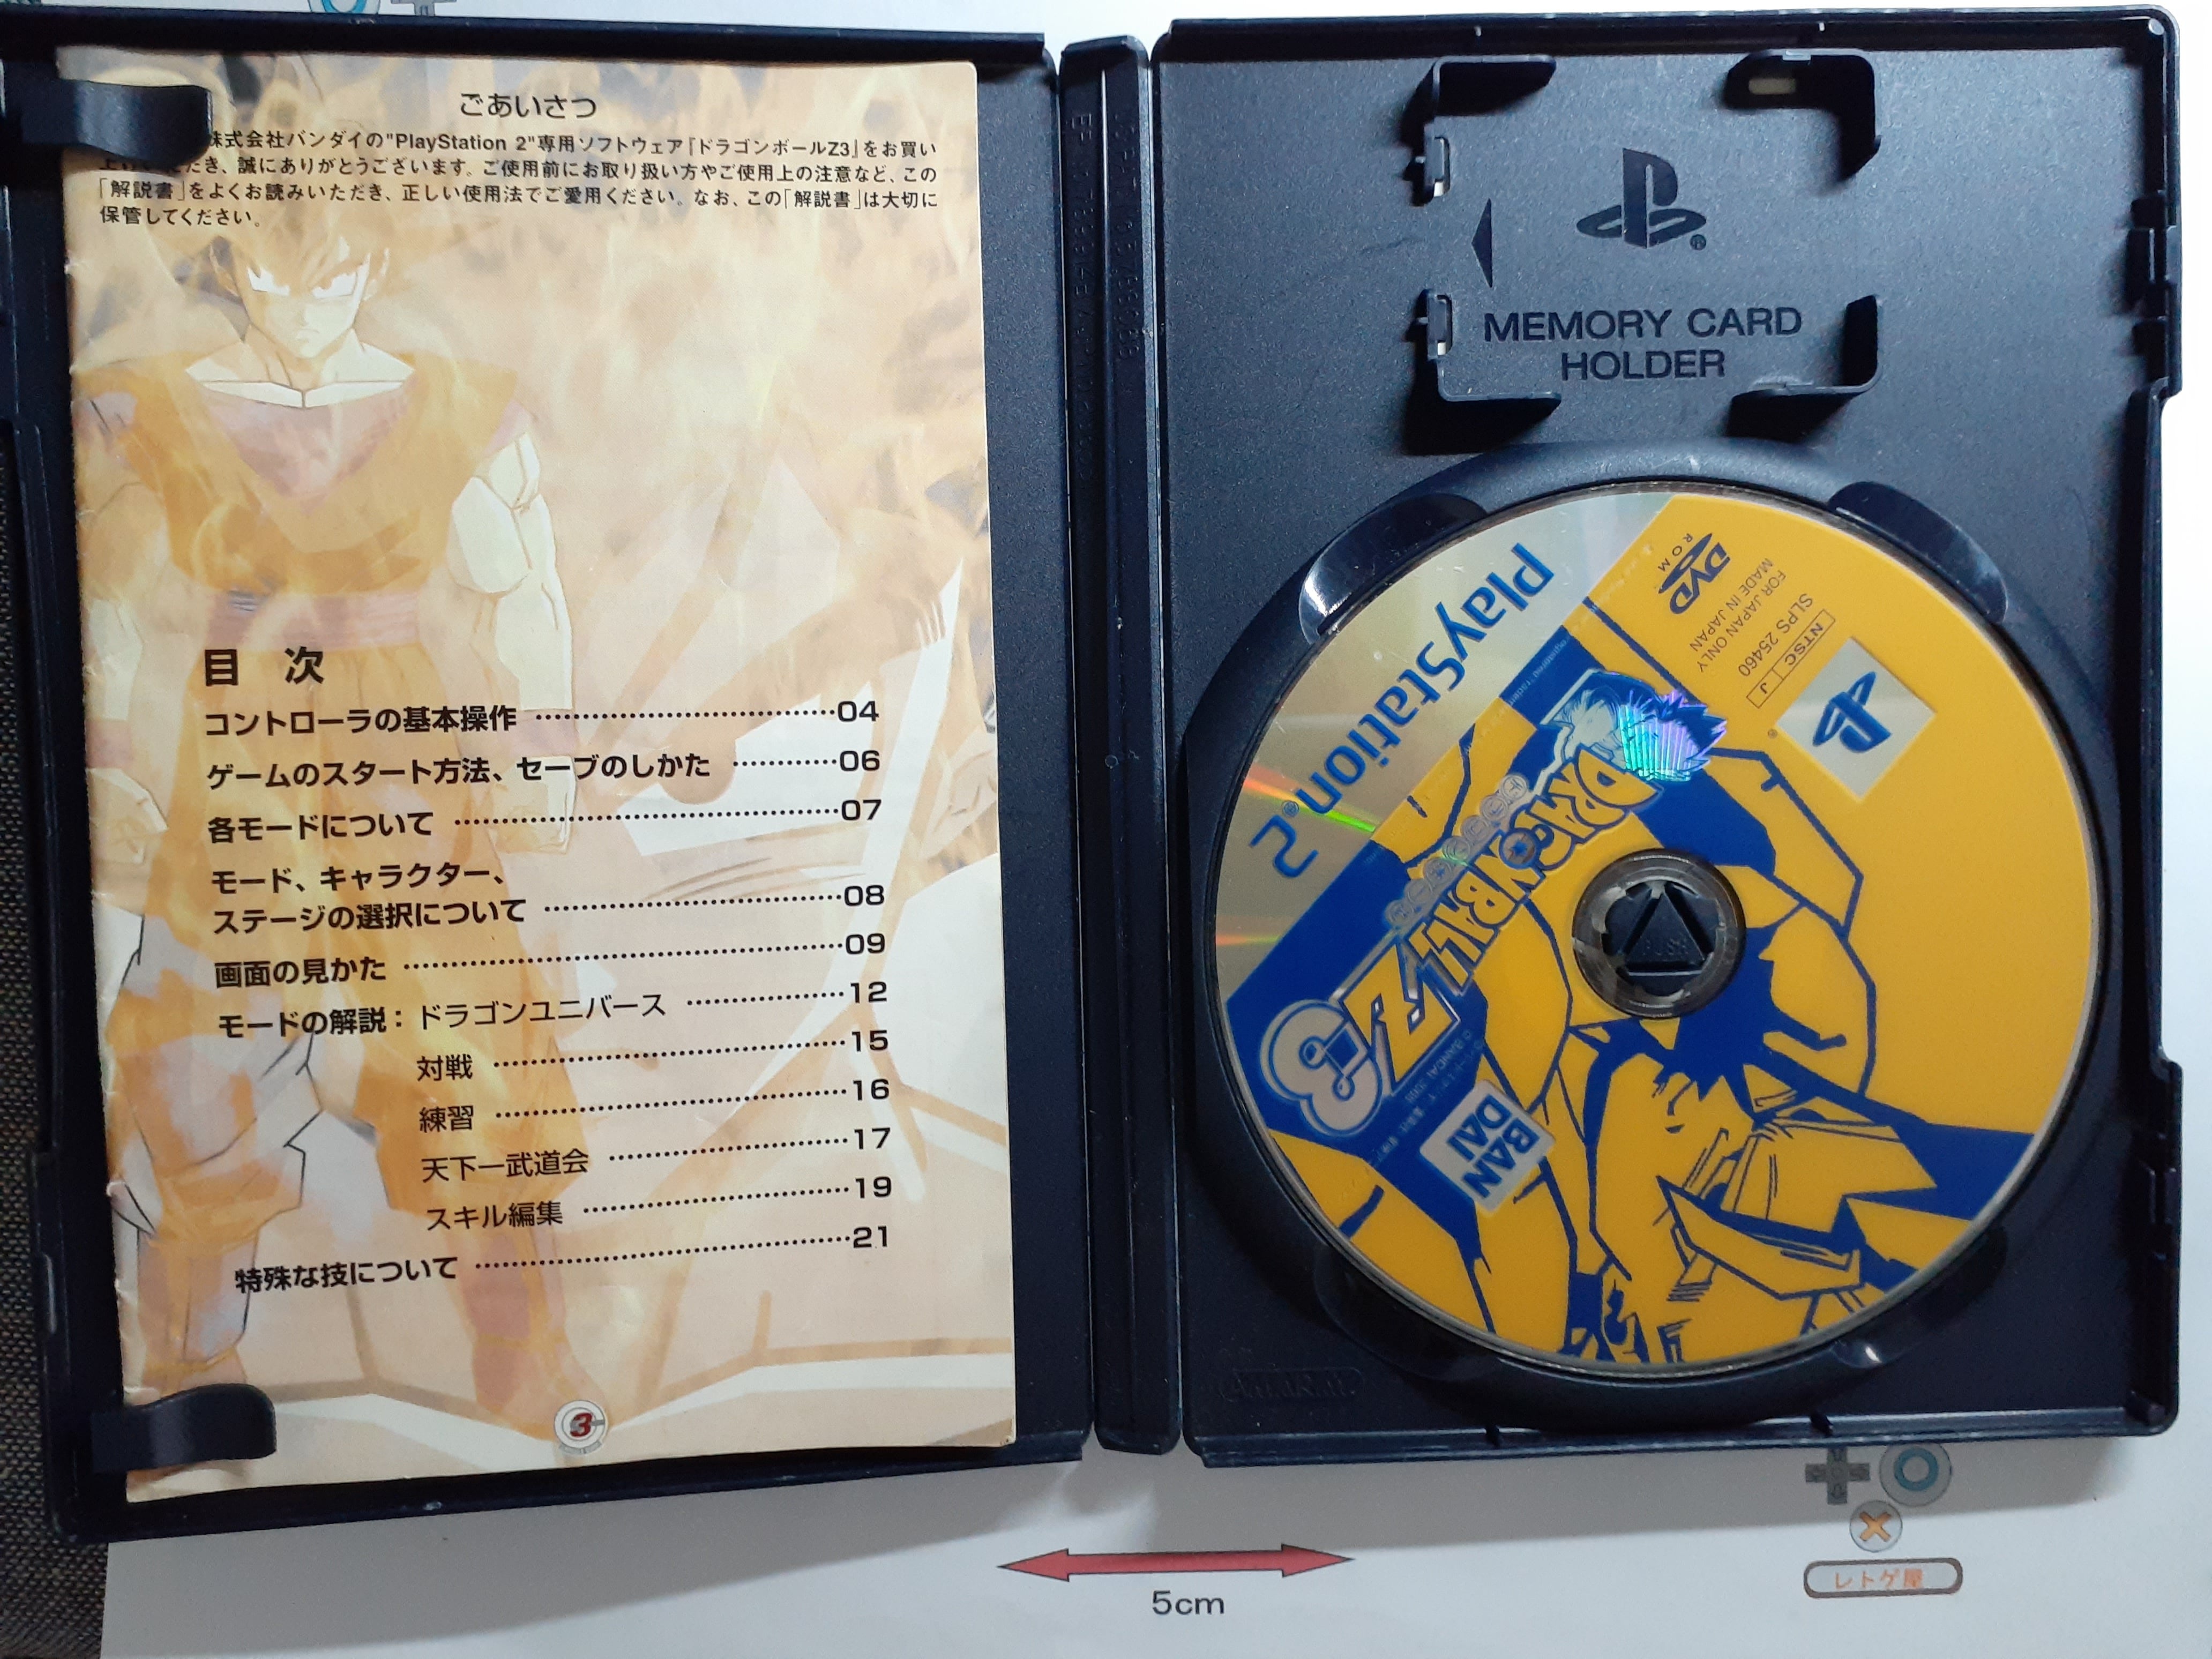 ごあいさつ
株式会社バンダイの"PlayStation 2"専用ソフトウェア『ドラゴンボールZ3』をお買い
だき、誠にありがとうございます。ご使用前にお取り扱い方やご使用上の注意など、この
「解説書」をよくお読みいただき、正しい使用法でご愛用ください。なお、この「解説書」は大切に
保管してください。
目 次
コントローラの基本操作 ……………………………04
ゲームのスタート方法、セーブのしかた …………06
各モードについて ……………………………………07
モード、キャラクター、
ステージの選択について ……………………………08
画面の見かた …………………………………………09
モードの解説：ドラゴンユニバース ………………12
対戦 …………………………………15
練習 …………………………………16
天下一武道会 ………………………17
スキル編集 …………………………19
特殊な技について ……………………………………21
3
MEMORY CARD
HOLDER
PlayStation®2
DVD
ROM
FOR JAPAN ONLY
MADE IN JAPAN
SLPS 25460
NTSC J
DRAGONBALL
Z3
BAN
DAI
PUSH
5cm
レトゲ屋